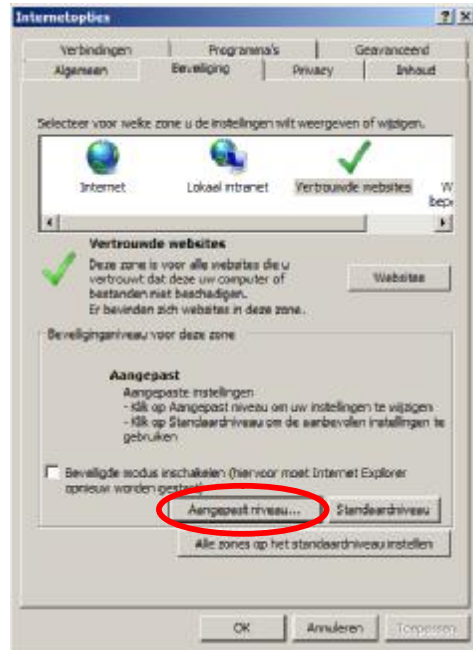 Internetopties
? X
Verbindingen Programma's Geavanceerd
Algemeen Beveiliging Privacy Inhoud
Selecteer voor welke zone u de instellingen wilt weergeven of wijzigen.
Internet Lokaal intranet Vertrouwde websites W
bepe
Vertrouwde websites
Deze zone is voor alle websites die u
vertrouwt dat deze uw computer of
bestanden niet beschadigen.
Er bevinden zich websites in deze zone.
Websites
Beveiligingsniveau voor deze zone
Aangepast
Aangepaste instellingen
- Klik op Aangepast niveau om uw instellingen te wijzigen
- Klik op Standaardniveau om de aanbevolen instellingen te
gebruiken
Beveiligde modus inschakelen (hiervoor moet Internet Explorer
opnieuw worden gestart)
Aangepast niveau... Standaardniveau
Alle zones op het standaardniveau instellen
OK Annuleren Toepassen